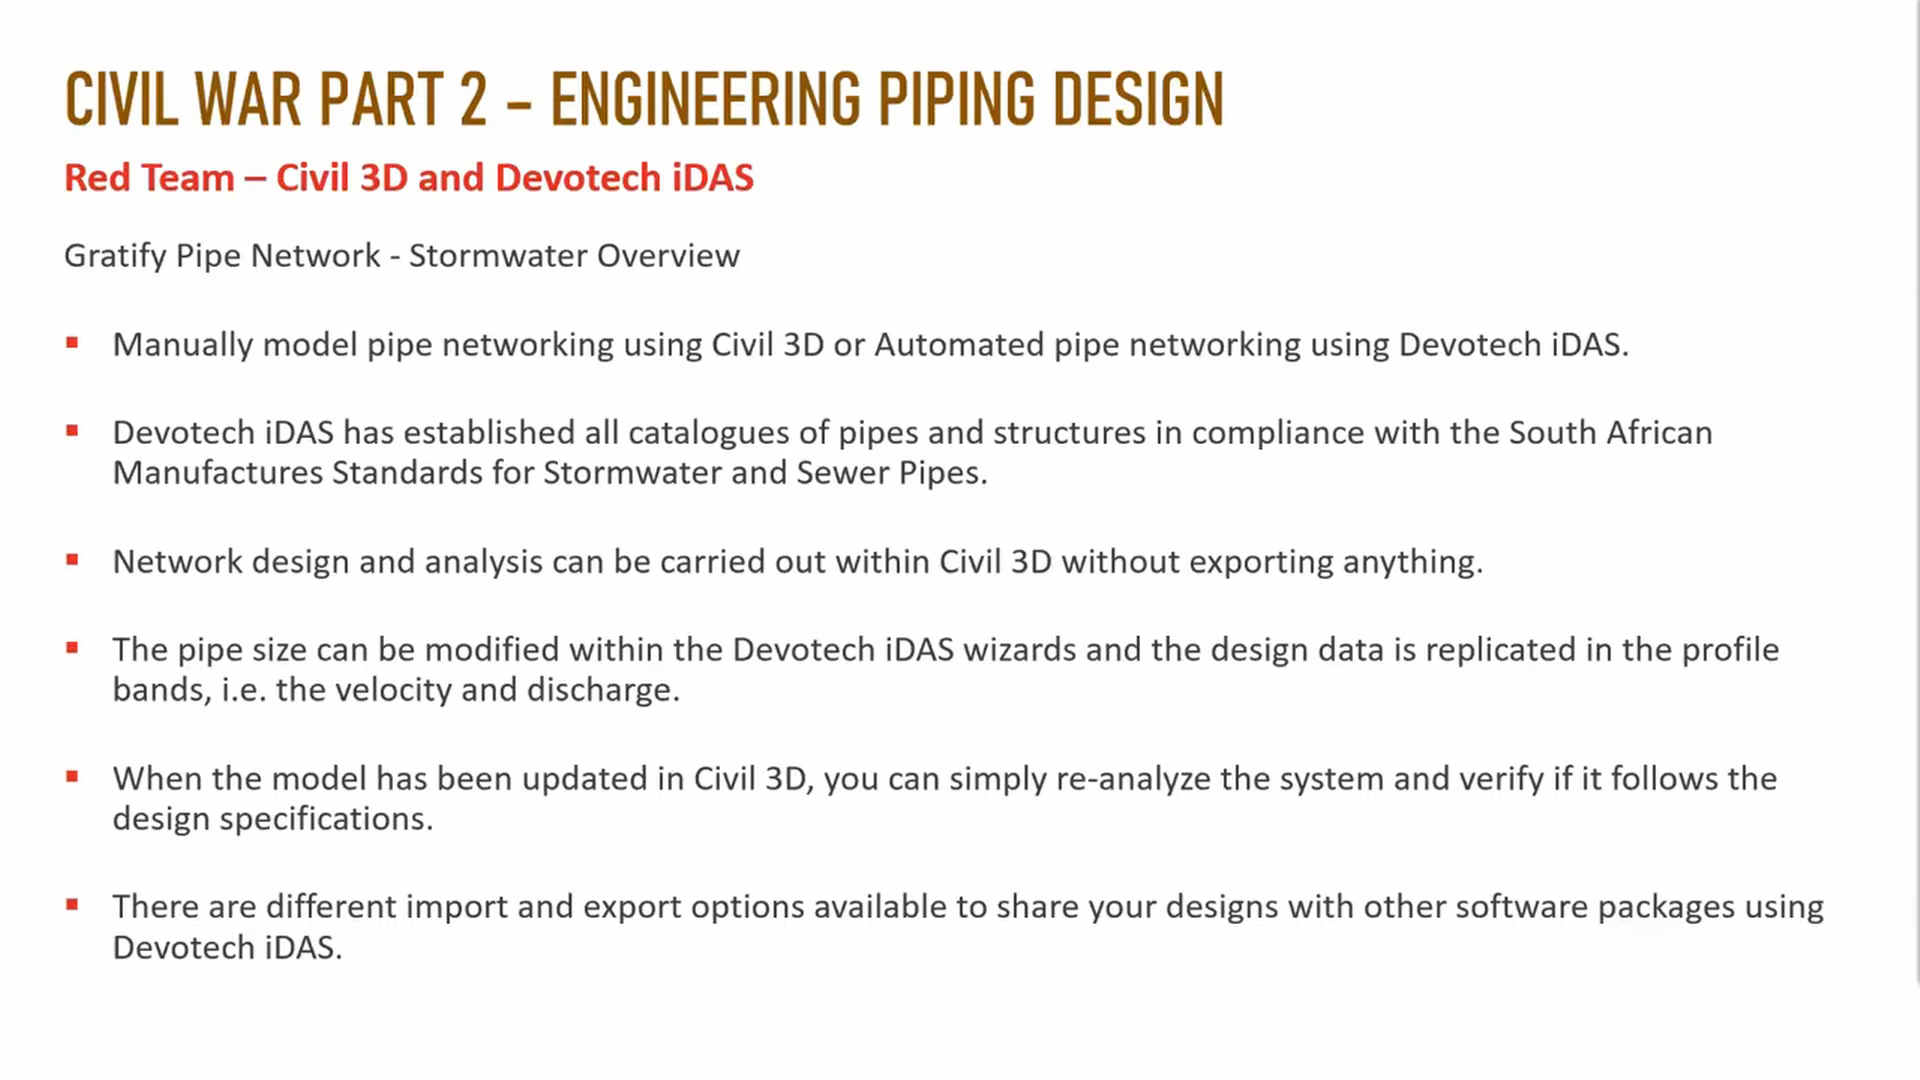 CIVIL WAR PART 2 – ENGINEERING PIPING DESIGN
Red Team – Civil 3D and Devotech iDAS
Gratify Pipe Network - Stormwater Overview
Manually model pipe networking using Civil 3D or Automated pipe networking using Devotech iDAS.
Devotech iDAS has established all catalogues of pipes and structures in compliance with the South African
Manufactures Standards for Stormwater and Sewer Pipes.
Network design and analysis can be carried out within Civil 3D without exporting anything.
The pipe size can be modified within the Devotech iDAS wizards and the design data is replicated in the profile
bands, i.e. the velocity and discharge.
When the model has been updated in Civil 3D, you can simply re-analyze the system and verify if it follows the
design specifications.
There are different import and export options available to share your designs with other software packages using
Devotech iDAS.